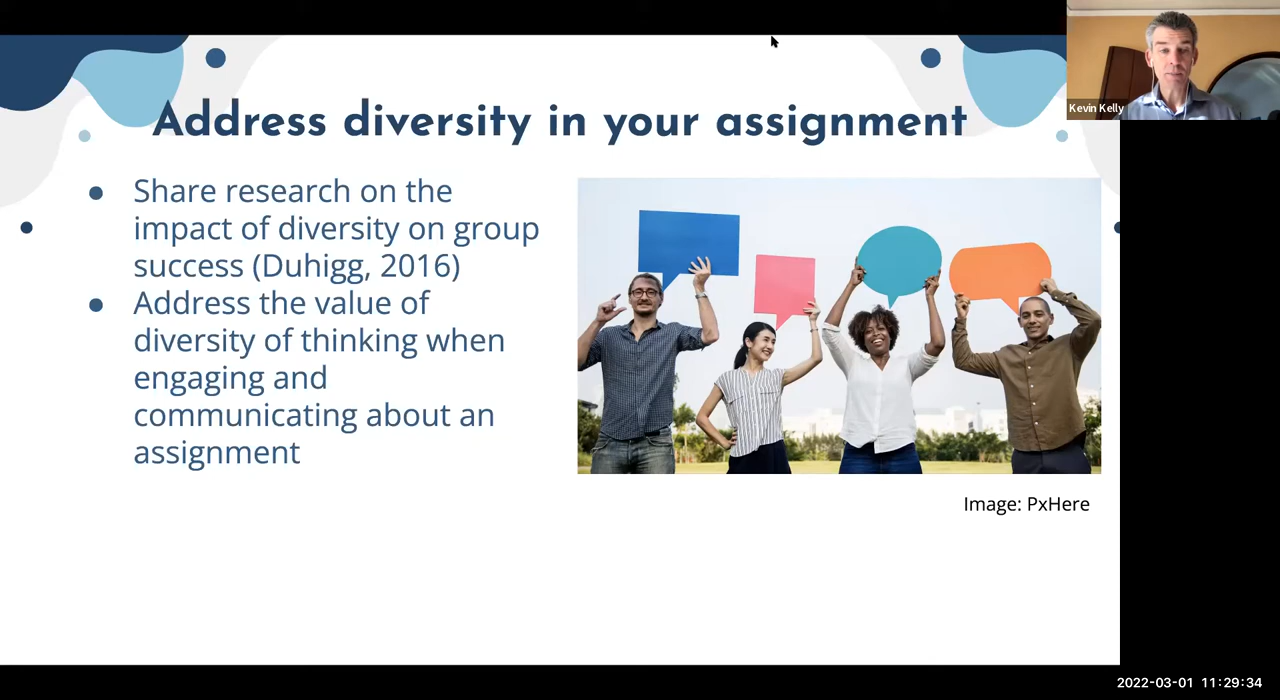 Address diversity in your assignment
Kevin Kelly
● Share research on the
impact of diversity on group
success (Duhigg, 2016)
● Address the value of
diversity of thinking when
engaging and
communicating about an
assignment
Image: PxHere
2022-03-01 11:29:34